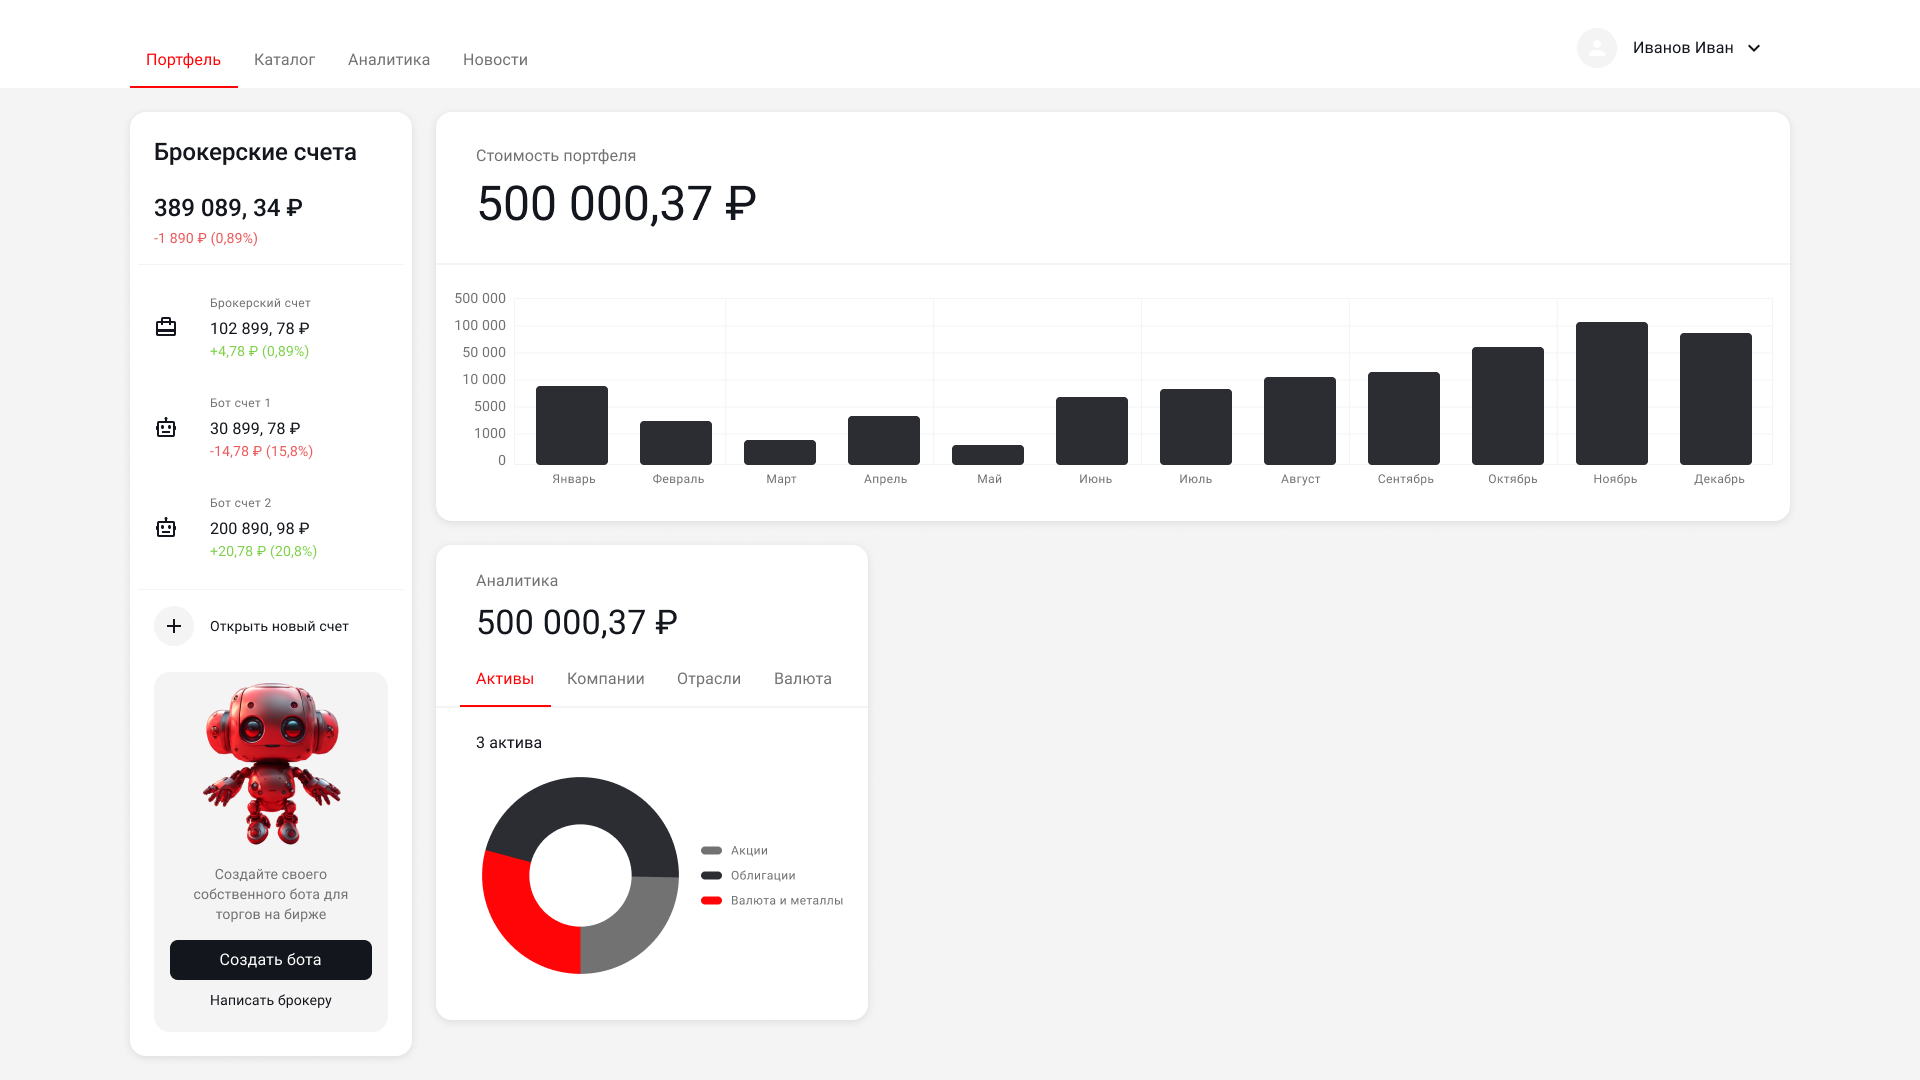 Портфель
Каталог
Аналитика
Новости
Иванов Иван
Брокерские счета
389 089, 34 ₽
-1 890 ₽ (0,89%)
Брокерский счет
102 899, 78 ₽
+4,78 ₽ (0,89%)
Бот счет 1
30 899, 78 ₽
-14,78 ₽ (15,8%)
Бот счет 2
200 890, 98 ₽
+20,78 ₽ (20,8%)
Открыть новый счет
Создайте своего
собственного бота для
торгов на бирже
Создать бота
Написать брокеру
Стоимость портфеля
500 000,37 ₽
500 000
100 000
50 000
10 000
5000
1000
0
Январь
Февраль
Март
Апрель
Май
Июнь
Июль
Август
Сентябрь
Октябрь
Ноябрь
Декабрь
Аналитика
500 000,37 ₽
Активы
Компании
Отрасли
Валюта
3 актива
Акции
Облигации
Валюта и металлы